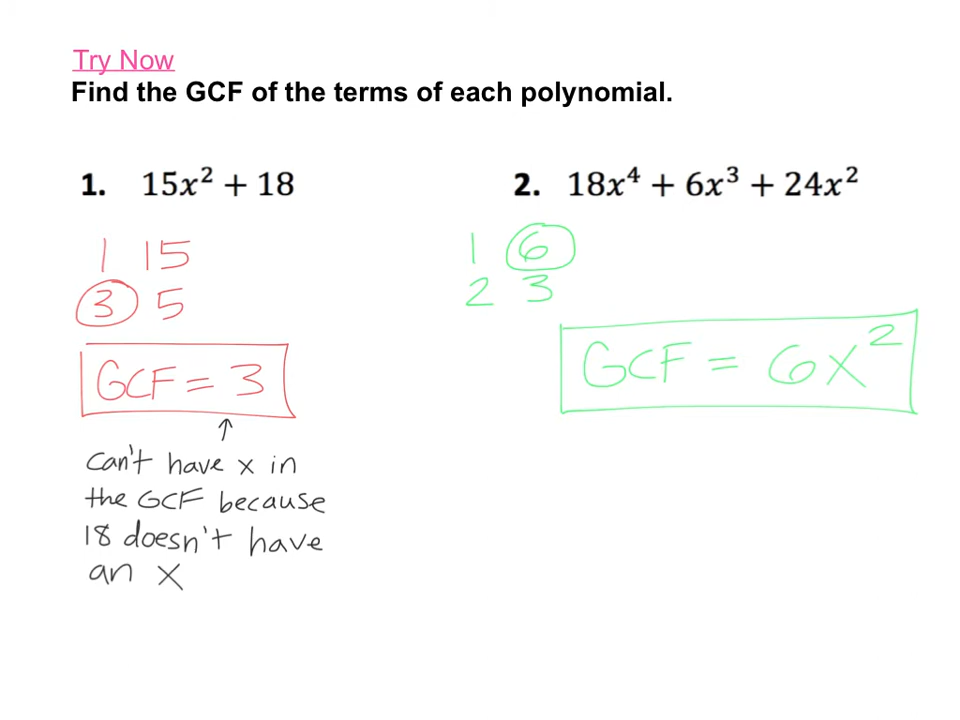 Try Now
Find the GCF of the terms of each polynomial.
1. 15x² + 18
1 15
3 5
GCF = 3
can't have x in
the GCF because
18 doesn't have
an x
2. 18x⁴ + 6x³ + 24x²
1 6
2 3
GCF = 6x²